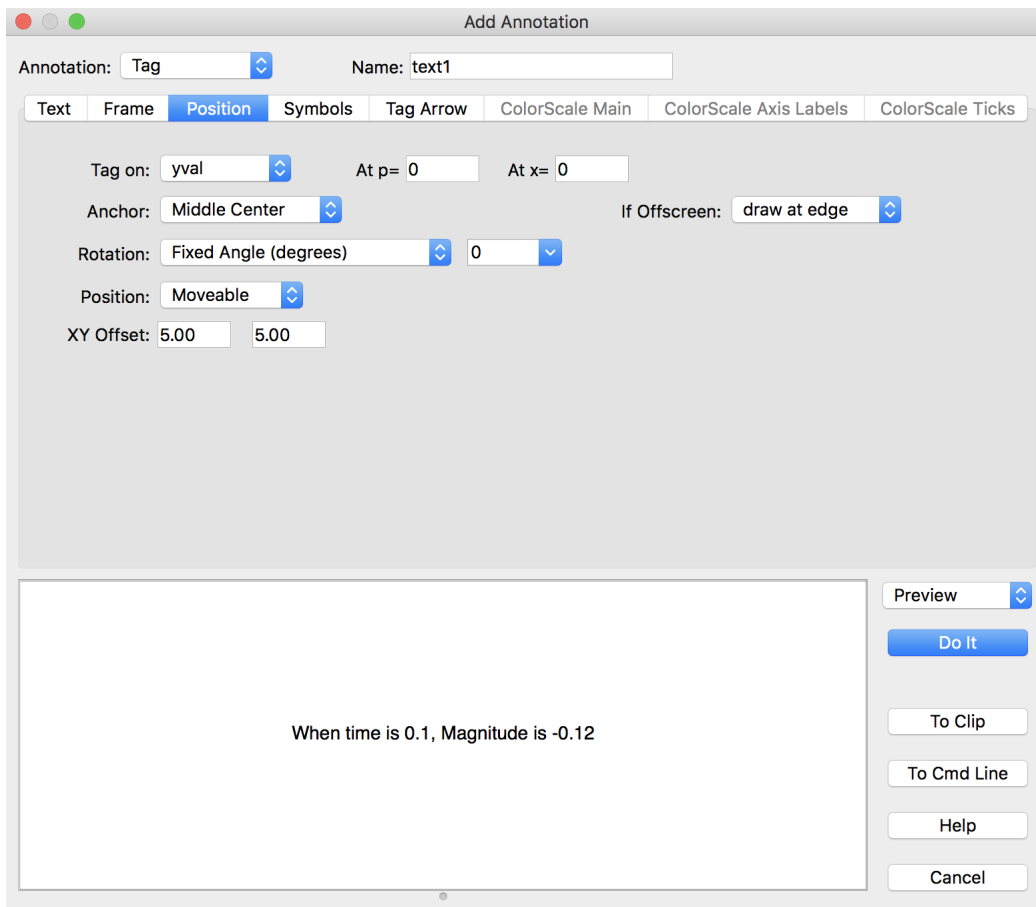 Add Annotation
Annotation: Tag Name: text1
Text Frame Position Symbols Tag Arrow ColorScale Main ColorScale Axis Labels ColorScale Ticks
Tag on: yval At p= 0 At x= 0
Anchor: Middle Center If Offscreen: draw at edge
Rotation: Fixed Angle (degrees) 0
Position: Moveable
XY Offset: 5.00 5.00
Preview
Do It
To Clip
When time is 0.1, Magnitude is -0.12
To Cmd Line
Help
Cancel